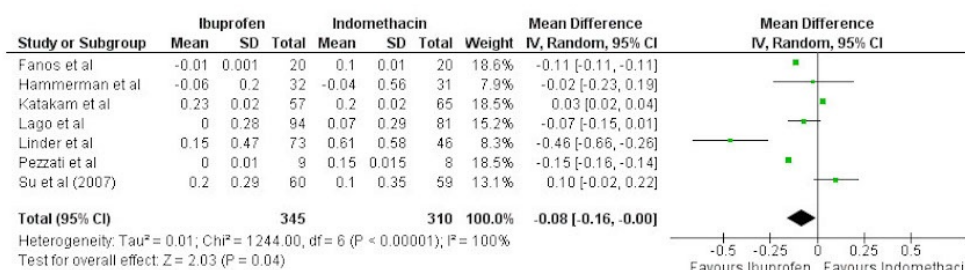 Ibuprofen Indomethacin Mean Difference Mean Difference
Study or Subgroup Mean SD Total Mean SD Total Weight IV, Random, 95% CI IV, Random, 95% CI
Fanos et al -0.01 0.001 20 0.1 0.01 20 18.6% -0.11 [-0.11, -0.11]
Hammerman et al -0.06 0.2 32 -0.04 0.56 31 7.9% -0.02 [-0.23, 0.19]
Katakam et al 0.23 0.02 57 0.2 0.02 65 18.5% 0.03 [0.02, 0.04]
Lago et al 0 0.28 94 0.07 0.29 81 15.2% -0.07 [-0.15, 0.01]
Linder et al 0.15 0.47 73 0.61 0.58 46 8.3% -0.46 [-0.66, -0.26]
Pezzati et al 0 0.01 9 0.15 0.015 8 18.5% -0.15 [-0.16, -0.14]
Su et al (2007) 0.2 0.29 60 0.1 0.35 59 13.1% 0.10 [-0.02, 0.22]
Total (95% CI) 345 310 100.0% -0.08 [-0.16, -0.00]
Heterogeneity: Tau² = 0.01; Chi² = 1244.00, df = 6 (P < 0.00001); I² = 100%
Test for overall effect: Z = 2.03 (P = 0.04)
-0.5 -0.25 0 0.25 0.5
Favours Ibuprofen Favours Indomethaci